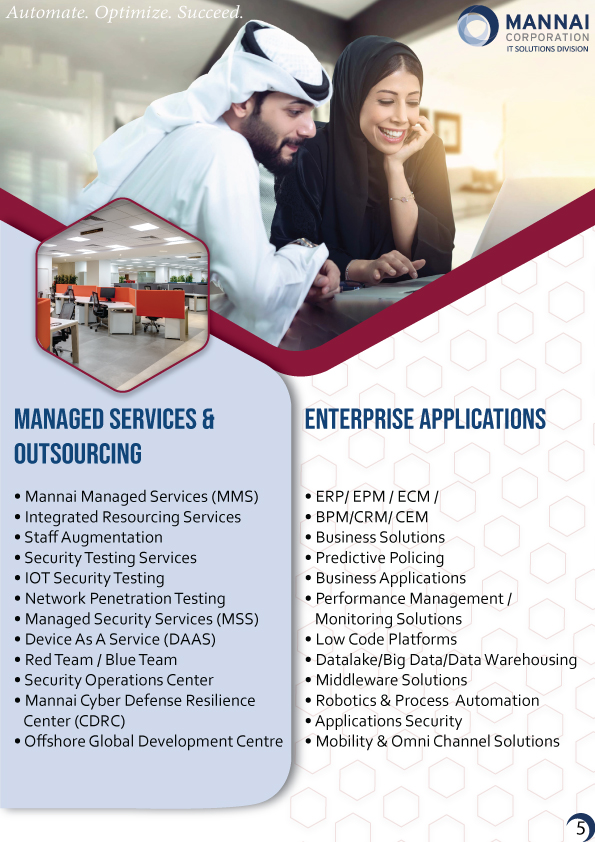 Automate. Optimize. Succeed.
MANNAI
CORPORATION
IT SOLUTIONS DIVISION
MANAGED SERVICES &
OUTSOURCING
• Mannai Managed Services (MMS)
• Integrated Resourcing Services
• Staff Augmentation
• Security Testing Services
• IOT Security Testing
• Network Penetration Testing
• Managed Security Services (MSS)
• Device As A Service (DAAS)
• Red Team / Blue Team
• Security Operations Center
• Mannai Cyber Defense Resilience
Center (CDRC)
• Offshore Global Development Centre
ENTERPRISE APPLICATIONS
• ERP/ EPM / ECM /
• BPM/CRM/ CEM
• Business Solutions
• Predictive Policing
• Business Applications
• Performance Management /
Monitoring Solutions
• Low Code Platforms
• Datalake/Big Data/Data Warehousing
• Middleware Solutions
• Robotics & Process Automation
• Applications Security
• Mobility & Omni Channel Solutions
5